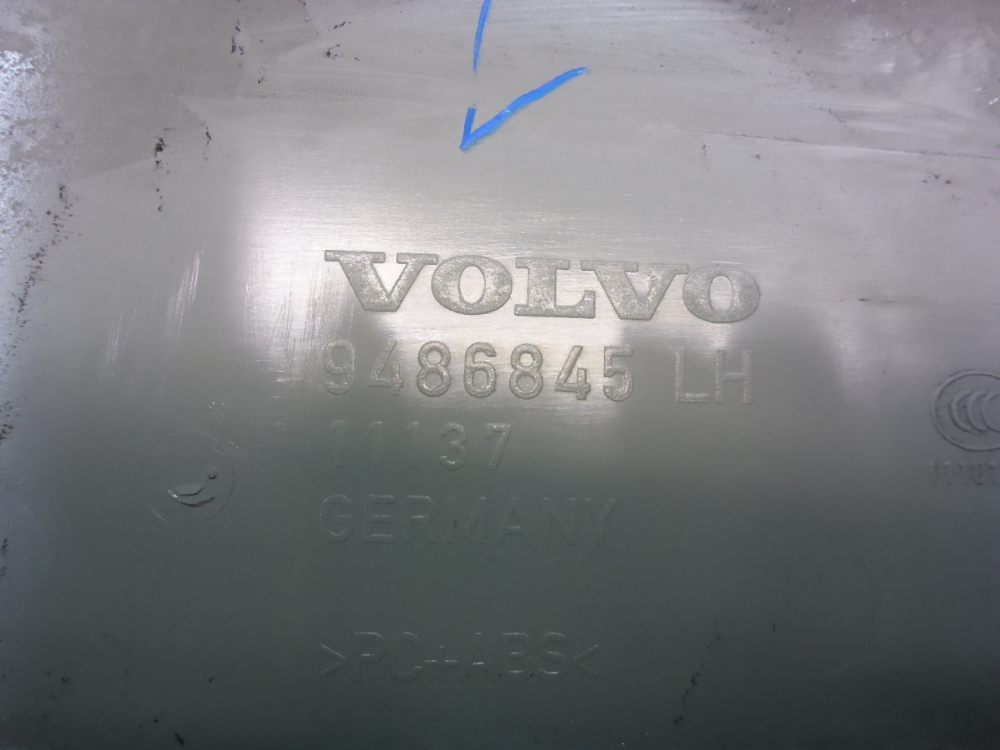 VOLVO
9486845 LH
11137
GERMANY
>PC+ABS<